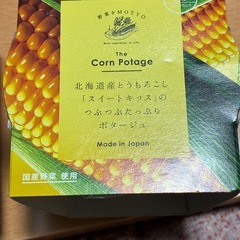 野菜をMOTTO
The
Corn Potage
北海道産とうもろこし
「スイートキッス」の
つぶつぶたっぷり
ポタージュ
Made in Japan
国産野菜 使用